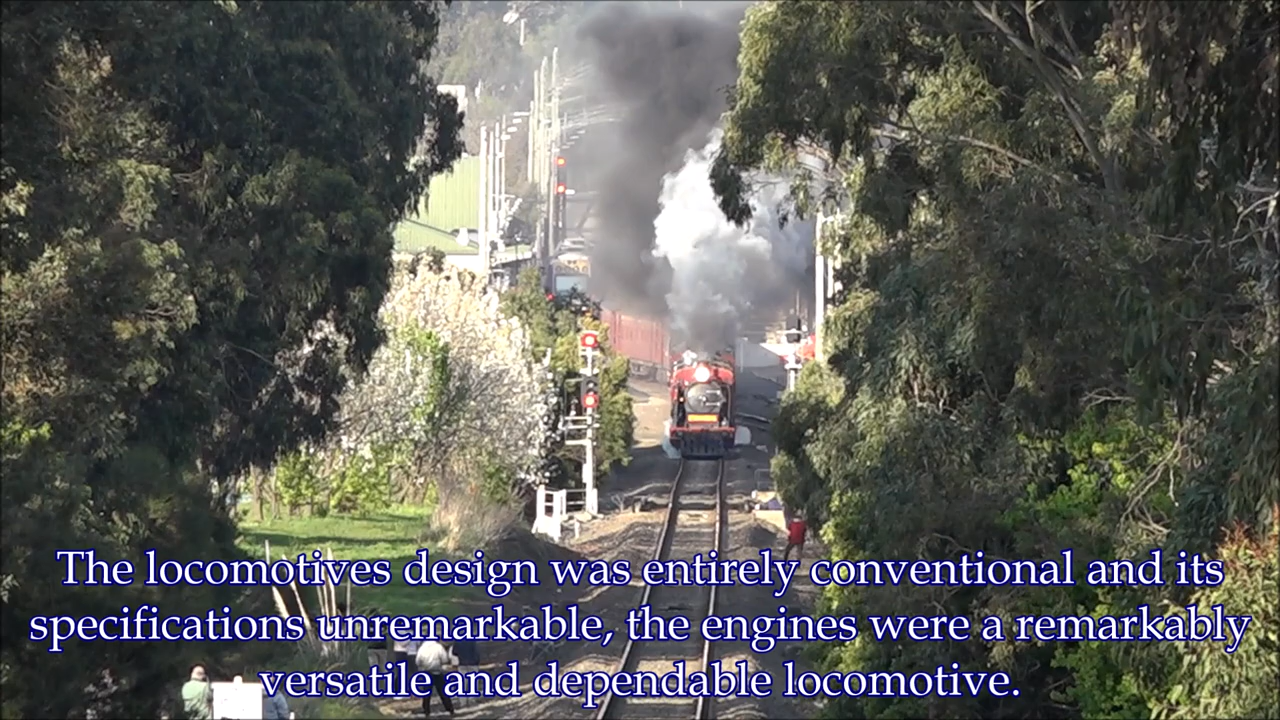 The locomotives design was entirely conventional and its
specifications unremarkable, the engines were a remarkably
versatile and dependable locomotive.